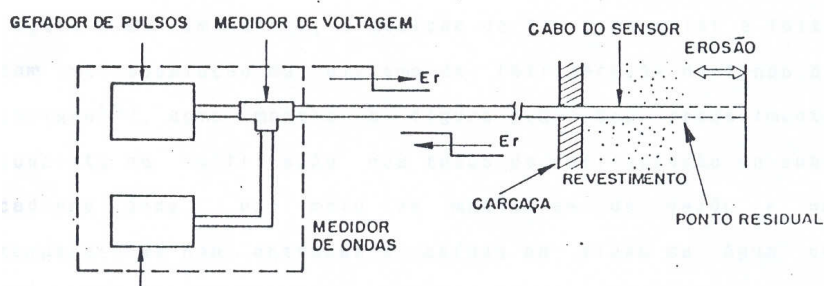 GERADOR DE PULSOS
MEDIDOR DE VOLTAGEM
CABO DO SENSOR
EROSÃO
Er
Er
CARCAÇA
REVESTIMENTO
PONTO RESIDUAL
MEDIDOR
DE ONDAS